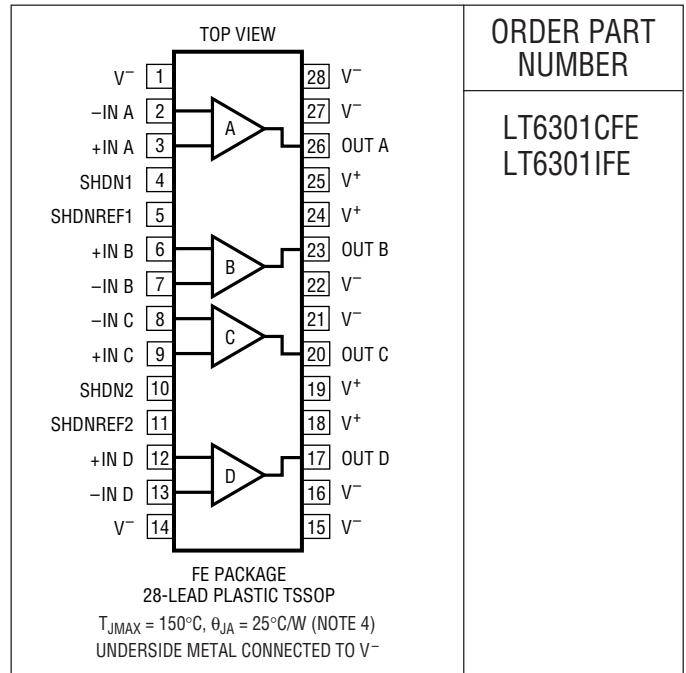 TOP VIEW
V⁻ 1 28 V⁻
–IN A 2 27 V⁻
A
+IN A 3 26 OUT A
SHDN1 4 25 V⁺
SHDNREF1 5 24 V⁺
+IN B 6 23 OUT B
B
–IN B 7 22 V⁻
–IN C 8 21 V⁻
C
+IN C 9 20 OUT C
SHDN2 10 19 V⁺
SHDNREF2 11 18 V⁺
+IN D 12 17 OUT D
D
–IN D 13 16 V⁻
V⁻ 14 15 V⁻
FE PACKAGE
28-LEAD PLASTIC TSSOP
TJMAX = 150°C, θJA = 25°C/W (NOTE 4)
UNDERSIDE METAL CONNECTED TO V⁻
ORDER PART
NUMBER
LT6301CFE
LT6301IFE